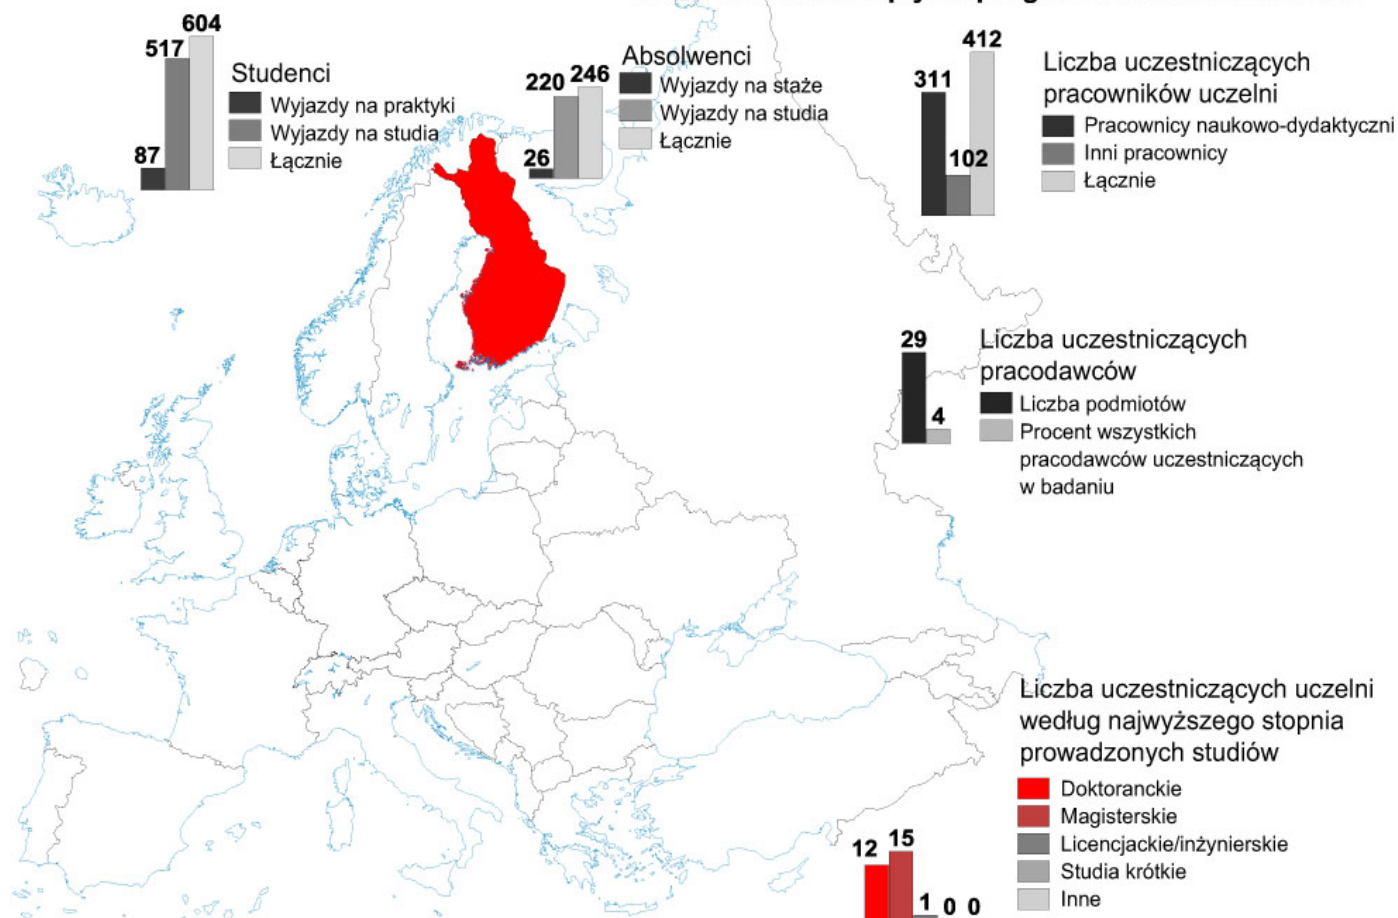 604
517
87
Studenci
Wyjazdy na praktyki
Wyjazdy na studia
Łącznie
220
246
26
Absolwenci
Wyjazdy na staże
Wyjazdy na studia
Łącznie
412
311
102
Liczba uczestniczących
pracowników uczelni
Pracownicy naukowo-dydaktyczni
Inni pracownicy
Łącznie
29
4
Liczba uczestniczących
pracodawców
Liczba podmiotów
Procent wszystkich
pracodawców uczestniczących
w badaniu
Liczba uczestniczących uczelni
według najwyższego stopnia
prowadzonych studiów
Doktoranckie
Magisterskie
Licencjackie/inżynierskie
Studia krótkie
Inne
12
15
1
0
0